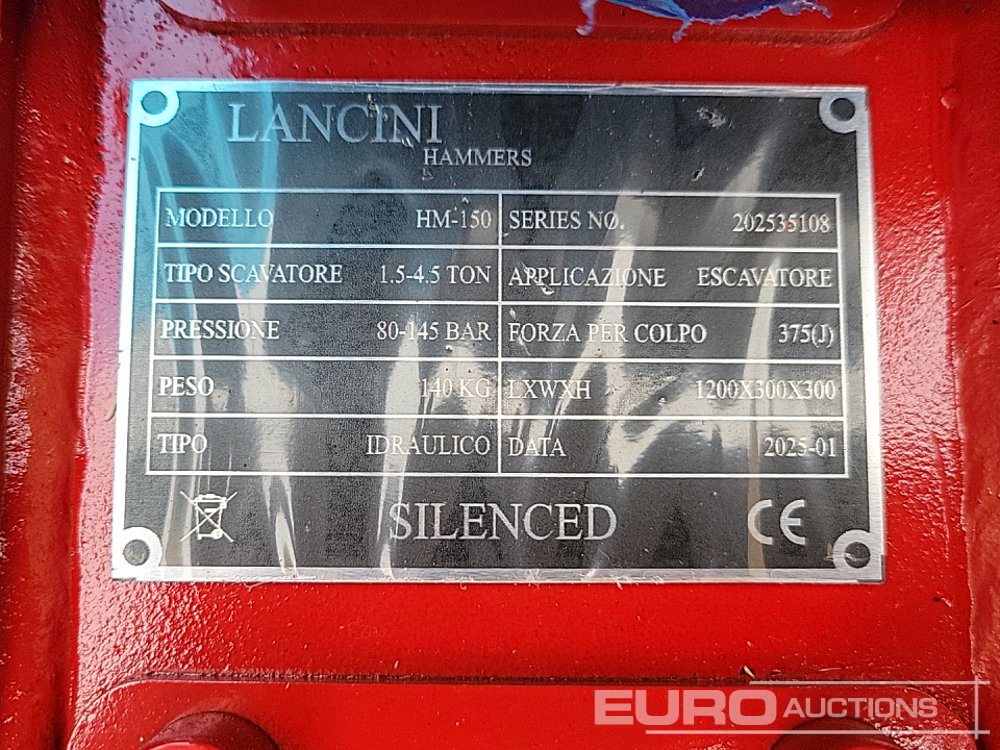 LANCINI
HAMMERS
MODELLO HM-150 SERIES NO. 202535108
TIPO SCAVATORE 1.5-4.5 TON APPLICAZIONE ESCAVATORE
PRESSIONE 80-145 BAR FORZA PER COLPO 375(J)
PESO 140 KG LXWXH 1200X300X300
TIPO IDRAULICO DATA 2025-01
SILENCED CE
EURO AUCTIONS